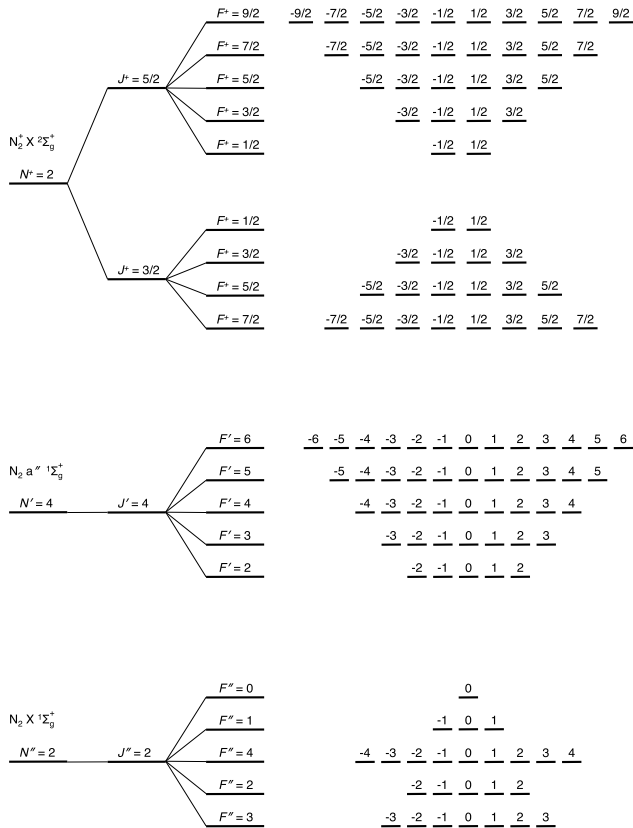 F⁺ = 9/2 -9/2 -7/2 -5/2 -3/2 -1/2 1/2 3/2 5/2 7/2 9/2
F⁺ = 7/2 -7/2 -5/2 -3/2 -1/2 1/2 3/2 5/2 7/2
J⁺ = 5/2 F⁺ = 5/2 -5/2 -3/2 -1/2 1/2 3/2 5/2
F⁺ = 3/2 -3/2 -1/2 1/2 3/2
N₂⁺ X ²Σg⁺
F⁺ = 1/2 -1/2 1/2
N⁺ = 2
F⁺ = 1/2 -1/2 1/2
F⁺ = 3/2 -3/2 -1/2 1/2 3/2
J⁺ = 3/2
F⁺ = 5/2 -5/2 -3/2 -1/2 1/2 3/2 5/2
F⁺ = 7/2 -7/2 -5/2 -3/2 -1/2 1/2 3/2 5/2 7/2
F′ = 6 -6 -5 -4 -3 -2 -1 0 1 2 3 4 5 6
N₂ a″ ¹Σg⁺
F′ = 5 -5 -4 -3 -2 -1 0 1 2 3 4 5
N′ = 4 J′ = 4 F′ = 4 -4 -3 -2 -1 0 1 2 3 4
F′ = 3 -3 -2 -1 0 1 2 3
F′ = 2 -2 -1 0 1 2
F″ = 0 0
N₂ X ¹Σg⁺
F″ = 1 -1 0 1
N″ = 2 J″ = 2 F″ = 4 -4 -3 -2 -1 0 1 2 3 4
F″ = 2 -2 -1 0 1 2
F″ = 3 -3 -2 -1 0 1 2 3